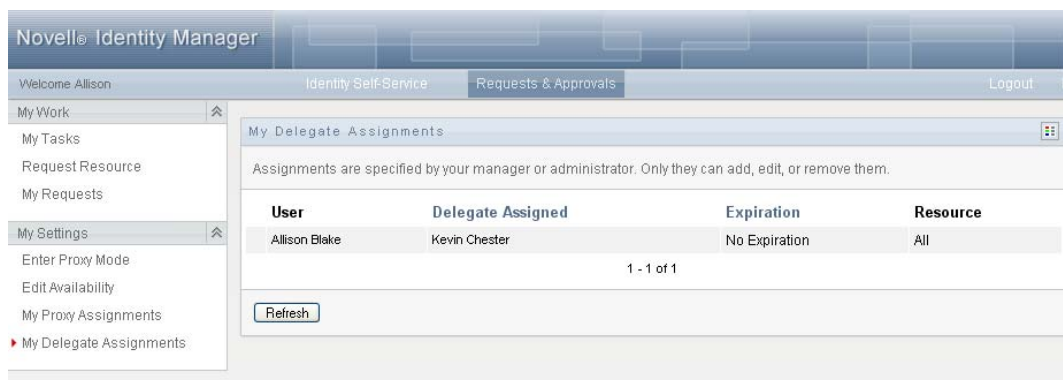 Novell® Identity Manager
Welcome Allison
Identity Self-Service
Requests & Approvals
Logout
My Work
My Tasks
Request Resource
My Requests
My Settings
Enter Proxy Mode
Edit Availability
My Proxy Assignments
My Delegate Assignments
My Delegate Assignments
Assignments are specified by your manager or administrator. Only they can add, edit, or remove them.
User Delegate Assigned Expiration Resource
Allison Blake Kevin Chester No Expiration All
1 - 1 of 1
Refresh